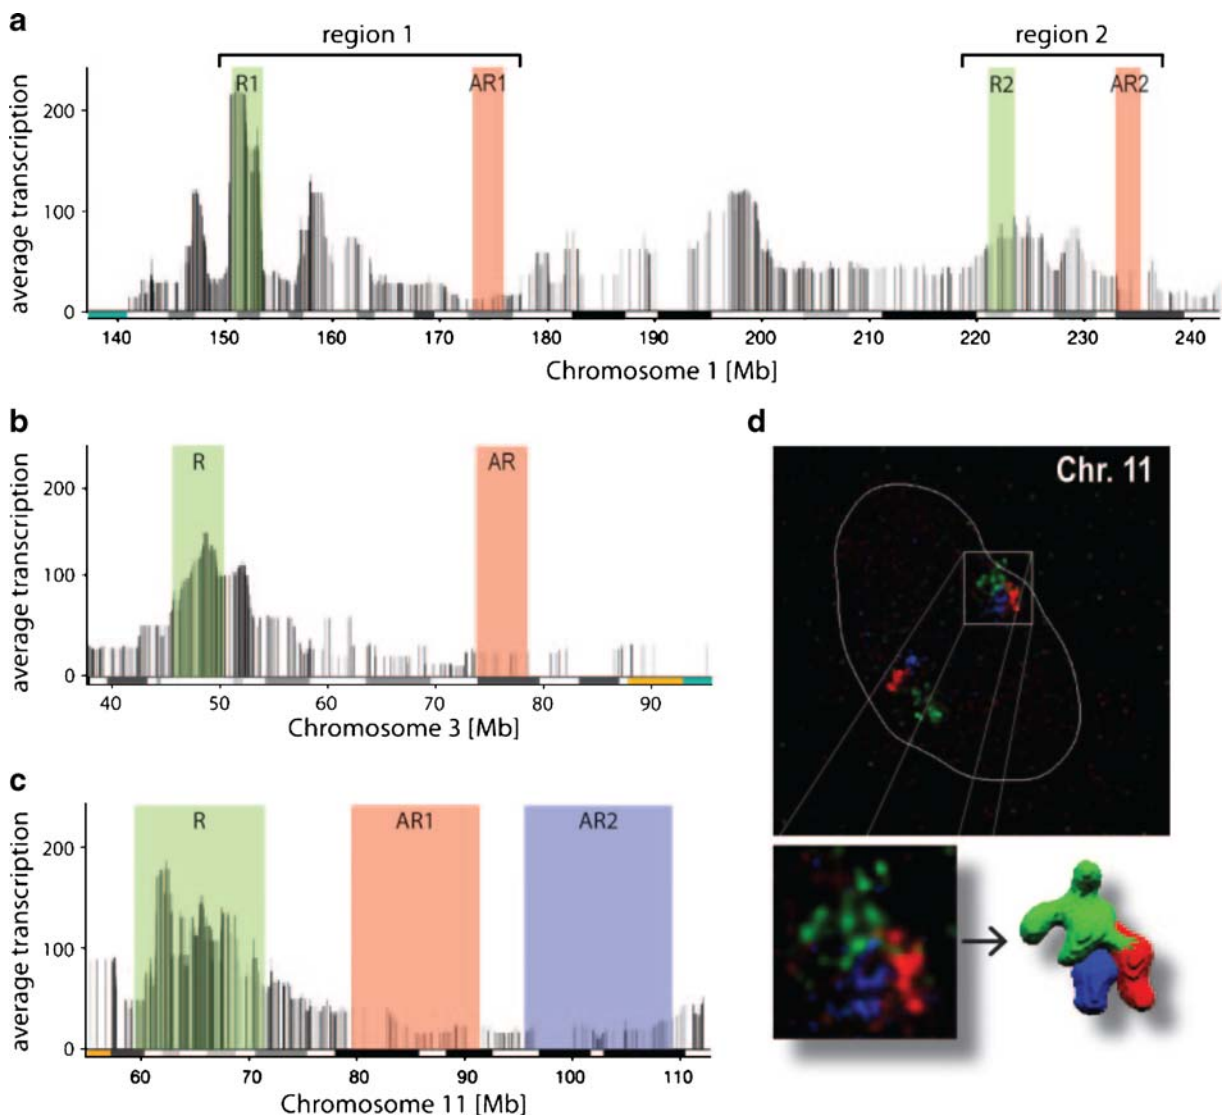 a
region 1
region 2
average transcription
200
100
0
R1
AR1
R2
AR2
140 150 160 170 180 190 200 210 220 230 240
Chromosome 1 [Mb]
b
average transcription
200
100
0
R
AR
40 50 60 70 80 90
Chromosome 3 [Mb]
c
average transcription
200
100
0
R
AR1
AR2
60 70 80 90 100 110
Chromosome 11 [Mb]
d
Chr. 11